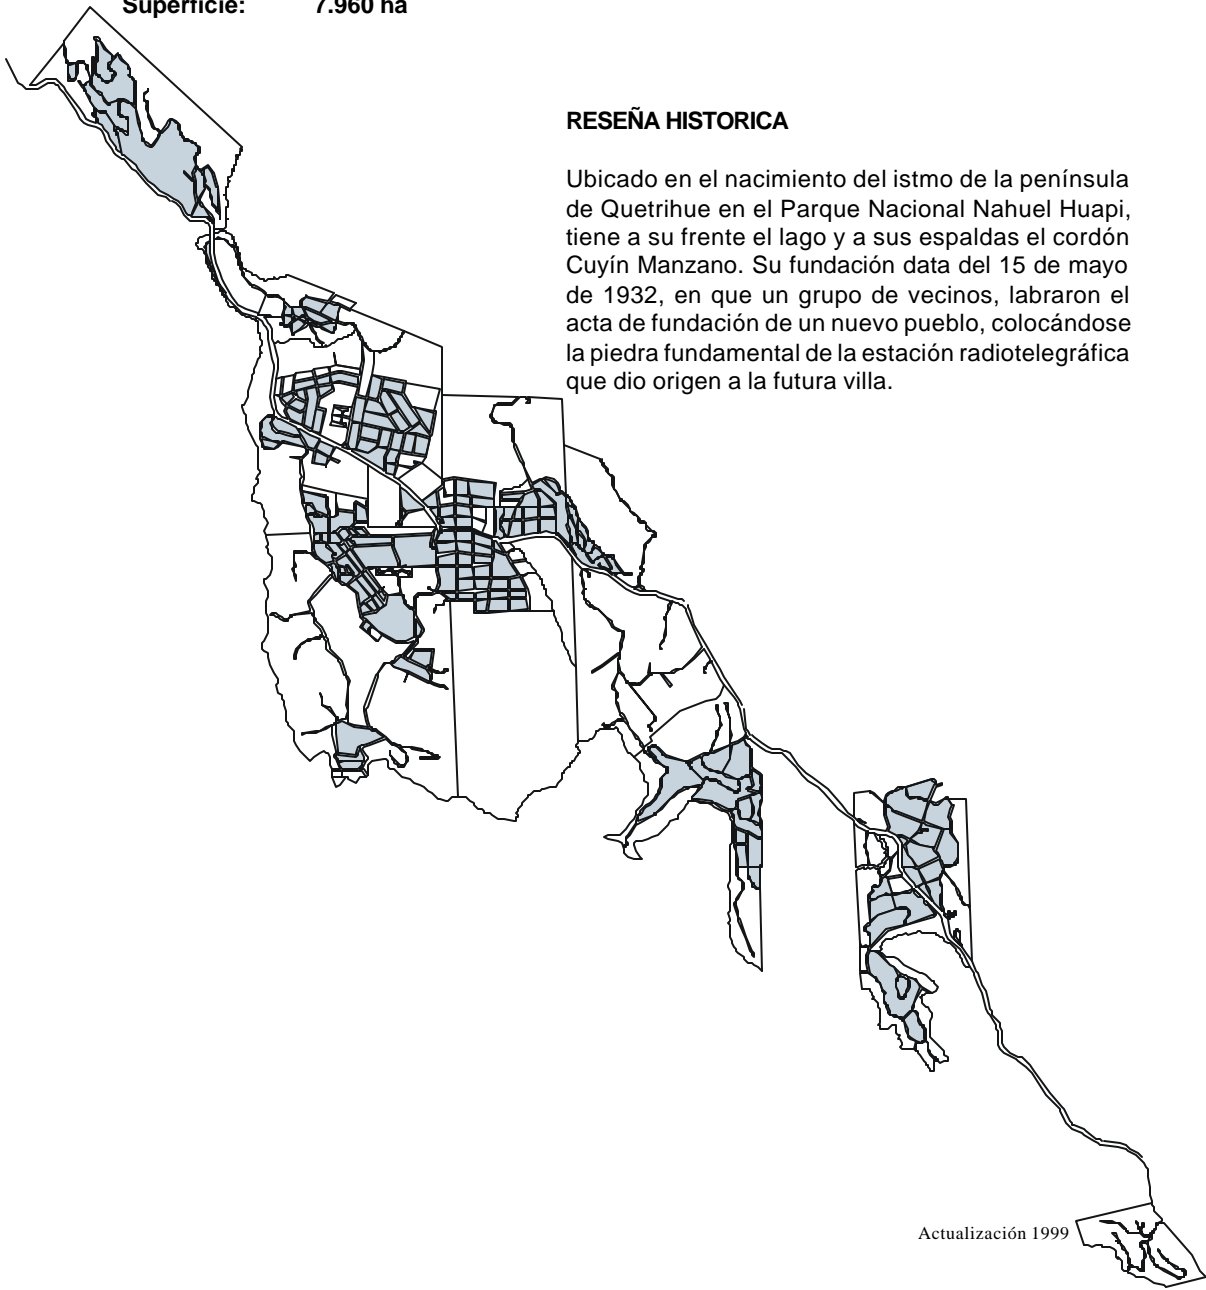 Superficie: 7.960 ha
RESEÑA HISTORICA
Ubicado en el nacimiento del istmo de la península
de Quetrihue en el Parque Nacional Nahuel Huapi,
tiene a su frente el lago y a sus espaldas el cordón
Cuyín Manzano. Su fundación data del 15 de mayo
de 1932, en que un grupo de vecinos, labraron el
acta de fundación de un nuevo pueblo, colocándose
la piedra fundamental de la estación radiotelegráfica
que dio origen a la futura villa.
Actualización 1999